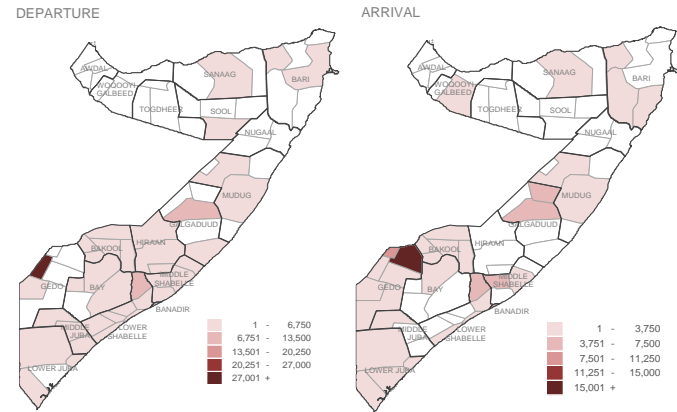 DEPARTURE
AWDAL
WOQOOYI
GALBEED
TOGDHEER
SANAAG
SOOL
BARI
NUGAAL
MUDUG
GALGADUUD
HIRAAN
BAKOOL
GEDO
BAY
MIDDLE
SHABELLE
BANADIR
LOWER
SHABELLE
MIDDLE
JUBA
LOWER JUBA
1 - 6,750
6,751 - 13,500
13,501 - 20,250
20,251 - 27,000
27,001 +
ARRIVAL
AWDAL
WOQOOYI
GALBEED
TOGDHEER
SANAAG
SOOL
BARI
NUGAAL
MUDUG
GALGADUUD
HIRAAN
BAKOOL
GEDO
BAY
MIDDLE
SHABELLE
BANADIR
LOWER
SHABELLE
MIDDLE
JUBA
LOWER JUBA
1 - 3,750
3,751 - 7,500
7,501 - 11,250
11,251 - 15,000
15,001 +